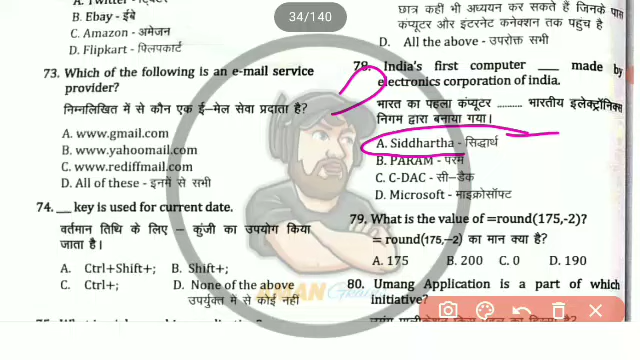 34/140
B. Ebay - ईबे
C. Amazon - अमेजन
D. Flipkart - फ्लिपकार्ट
73. Which of the following is an e-mail service provider?
निम्नलिखित में से कौन एक ई-मेल सेवा प्रदाता है?
A. www.gmail.com
B. www.yahoomail.com
C. www.rediffmail.com
D. All of these - इनमें से सभी
74. ___ key is used for current date.
वर्तमान तिथि के लिए – कुंजी का उपयोग किया
जाता है।
A. Ctrl+Shift+; B. Shift+;
C. Ctrl+; D. None of the above
उपर्युक्त मे से कोई नहीं
छात्र कहीं भी अध्ययन कर सकते हैं जिनके पास
कंप्यूटर और इंटरनेट कनेक्शन तक पहुंच है
D. All the above - उपरोक्त सभी
78. India's first computer ___ made by
electronics corporation of india.
भारत का पहला कंप्यूटर .......... भारतीय इलेक्ट्रॉनिक्स
निगम द्वारा बनाया गया।
A. Siddhartha - सिद्धार्थ
B. PARAM - परम
C. C-DAC - सी-डैक
D. Microsoft - माइक्रोसॉफ्ट
79. What is the value of =round(175,-2)?
= round(175,–2) का मान क्या है?
A. 175 B. 200 C. 0 D. 190
80. Umang Application is a part of which
initiative?